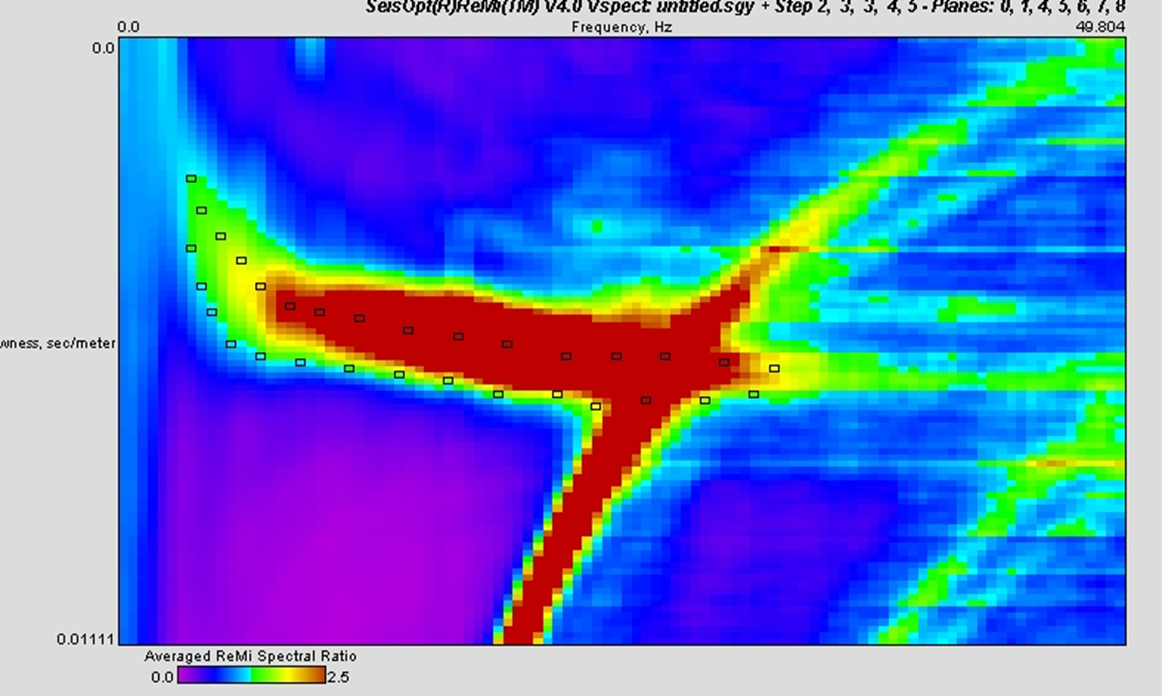 SeisOpt(R)ReMi(TM) V4.0 Vspect: untitled.sgy + Step 2, 3, 3, 4, 5 - Planes: 0, 1, 4, 5, 6, 7, 8
0.0 Frequency, Hz 49.804
0.0
wness, sec/meter
0.01111
Averaged ReMi Spectral Ratio
0.0 2.5